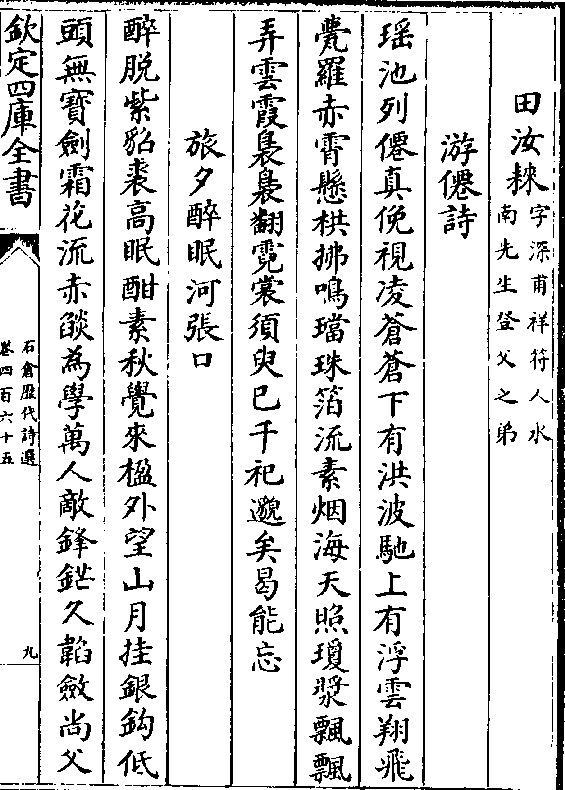 田汝𣗥字深甫祥符人水
南先生登父之弟
游僊詩
瑶池列僊真俛視凌蒼蒼下有洪波馳上有浮雲翔飛
甍羅赤霄懸栱拂鳴璫珠箔流素烟海天照瓊漿飄飄
弄雲霞裊裊翻霓裳須臾巳千祀邈矣曷能忘
旅夕醉眠河張口
醉脱紫貂裘高眠酣素秋覺來楹外望山月挂銀鈎低
頭無寶劍霜花流赤燄為學萬人敵鋒鋩久韜斂尚父
欽定四庫全書
石倉歷代詩選
卷四百六十五
九